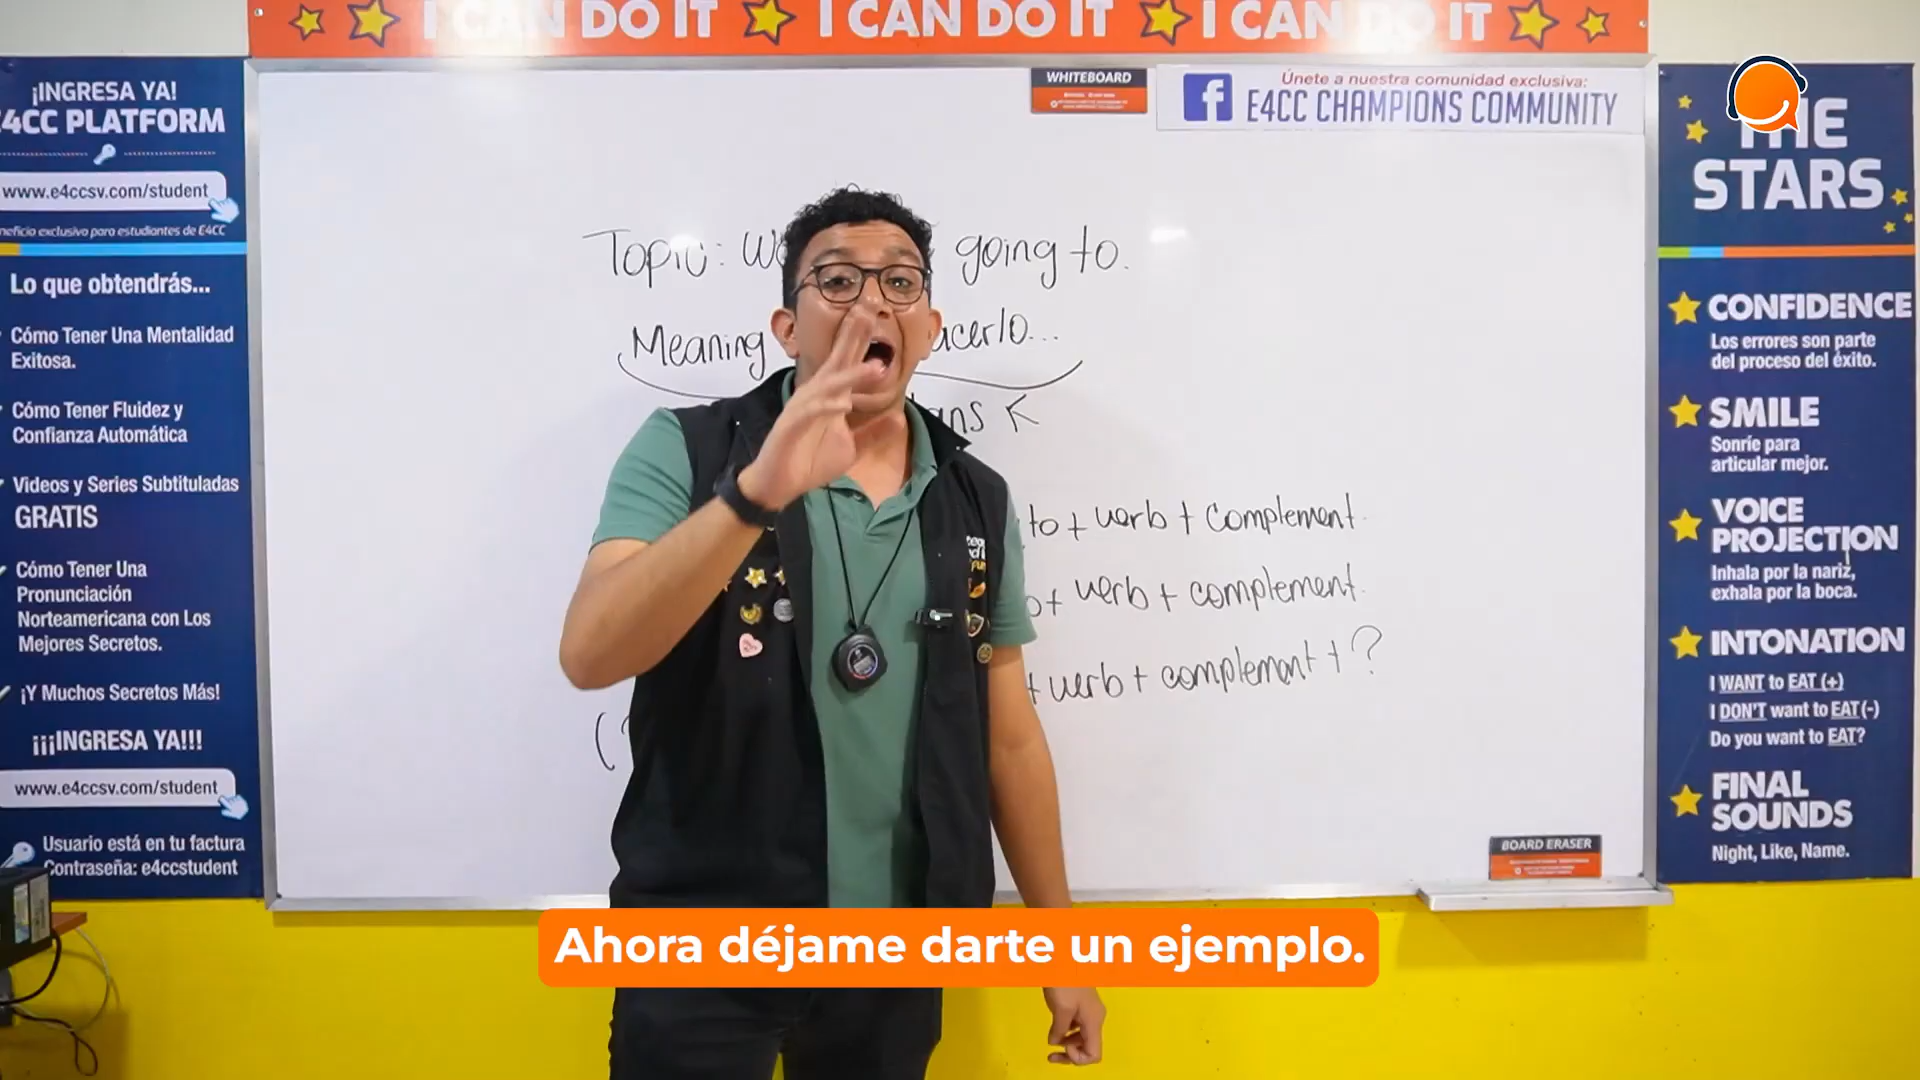 I CAN DO IT I CAN DO IT I CAN DO IT
¡INGRESA YA!
E4CC PLATFORM
www.e4ccsv.com/student
neficio exclusivo para estudiantes de E4CC
Lo que obtendrás...
Cómo Tener Una Mentalidad
Exitosa.
Cómo Tener Fluidez y
Confianza Automática
Videos y Series Subtituladas
GRATIS
Cómo Tener Una
Pronunciación
Norteamericana con Los
Mejores Secretos.
¡Y Muchos Secretos Más!
¡¡¡INGRESA YA!!!
www.e4ccsv.com/student
Usuario está en tu factura
Contraseña: e4ccstudent
WHITEBOARD
Únete a nuestra comunidad exclusiva:
E4CC CHAMPIONS COMMUNITY
Topic: going to.
Meaning acerlo...
ans
to + verb + complement.
+ verb + complement.
+ verb + complement + ?
BOARD ERASER
THE
STARS
CONFIDENCE
Los errores son parte
del proceso del éxito.
SMILE
Sonríe para
articular mejor.
VOICE
PROJECTION
Inhala por la nariz,
exhala por la boca.
INTONATION
I WANT to EAT (+)
I DON'T want to EAT (-)
Do you want to EAT?
FINAL
SOUNDS
Night, Like, Name.
Ahora déjame darte un ejemplo.